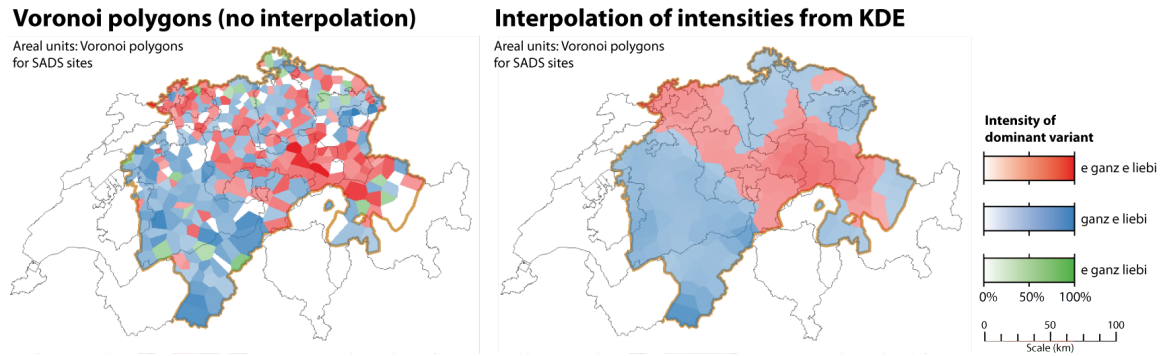 Voronoi polygons (no interpolation)
Areal units: Voronoi polygons
for SADS sites
Interpolation of intensities from KDE
Areal units: Voronoi polygons
for SADS sites
Intensity of
dominant variant
e ganz e liebi
ganz e liebi
e ganz liebi
0% 50% 100%
0 50 100
Scale (km)